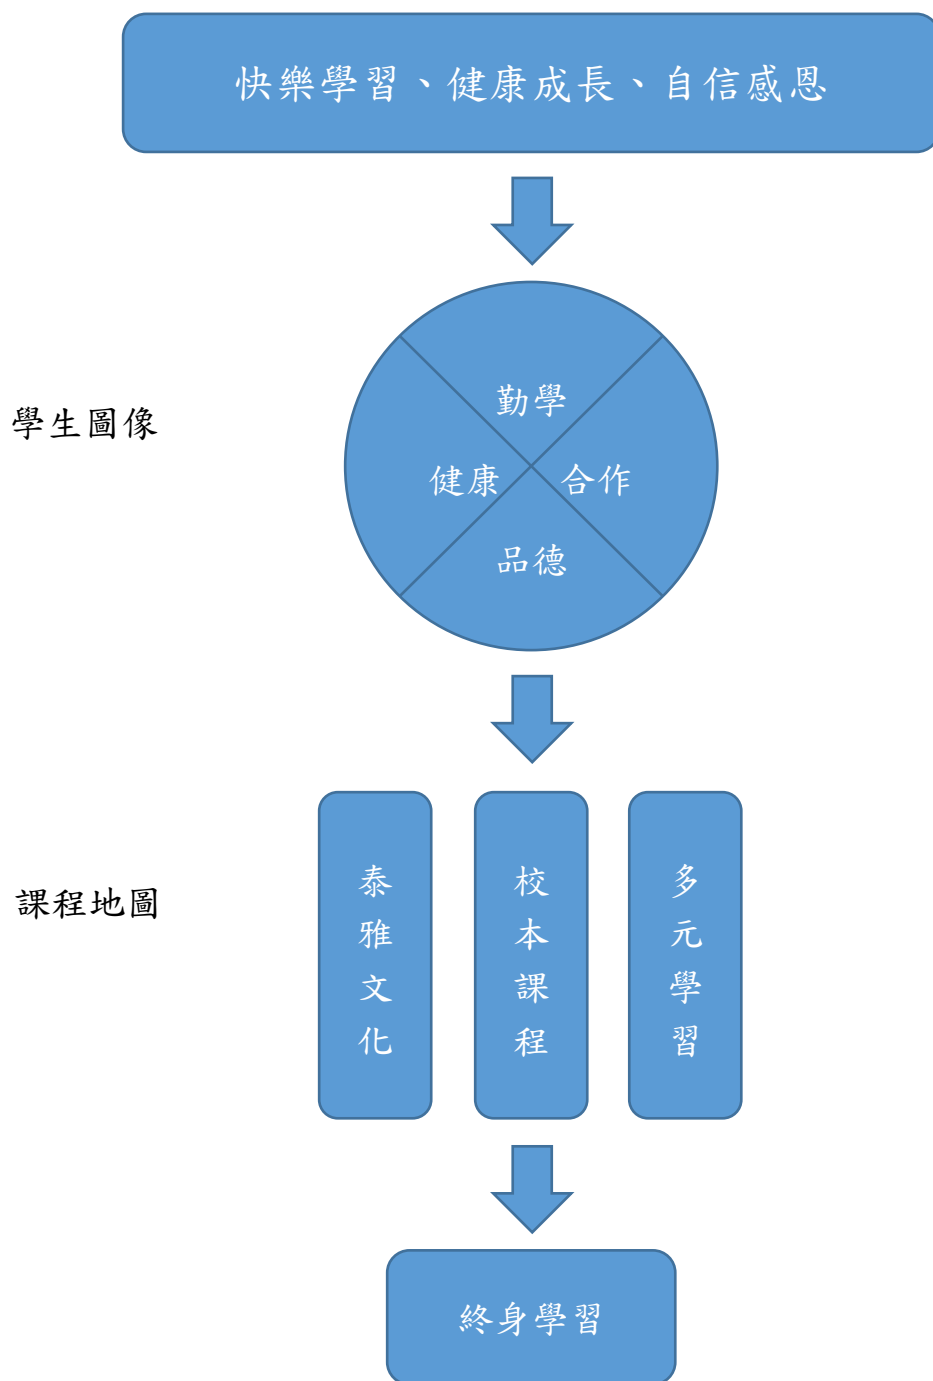 快樂學習、健康成長、自信感恩
學生圖像
勤學
健康
合作
品德
課程地圖
泰雅文化
校本課程
多元學習
終身學習